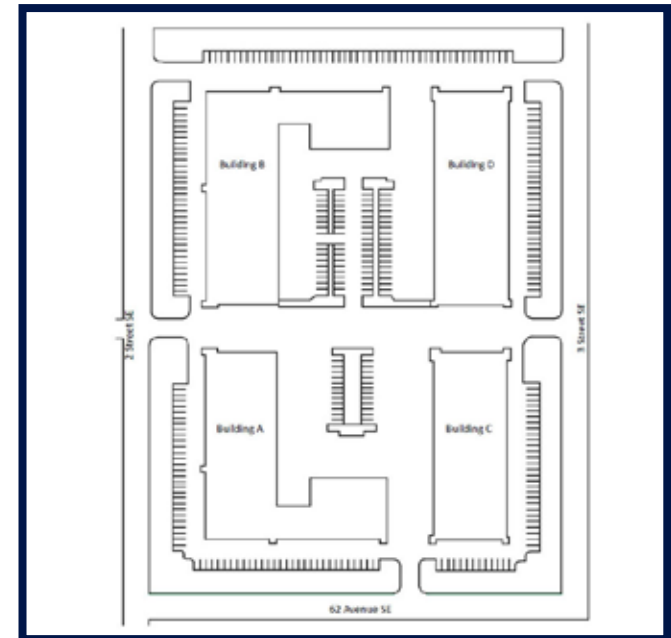 Building B
Building D
2 Street SE
3 Street SE
Building A
Building C
62 Avenue SE